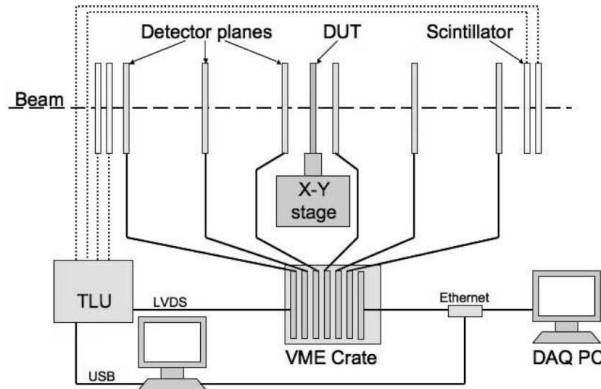 Detector planes
DUT
Scintillator
Beam
X-Y
stage
TLU
LVDS
Ethernet
VME Crate
DAQ PC
USB